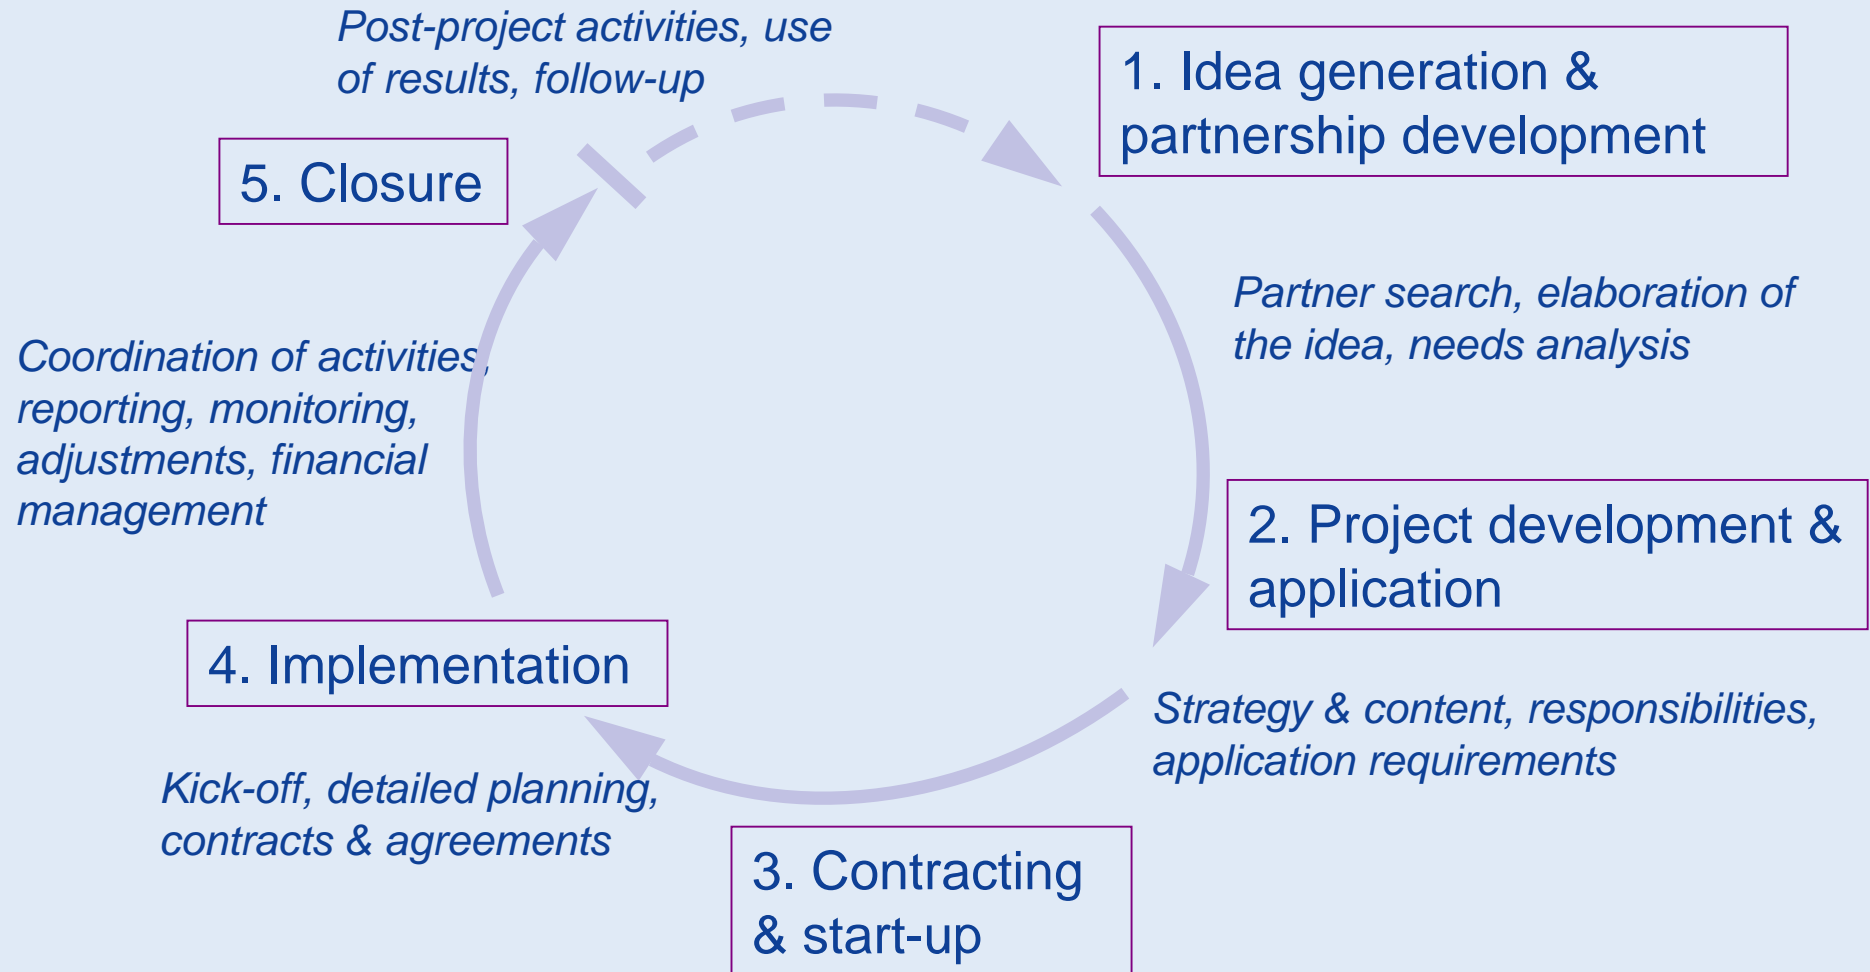 Post-project activities, use
of results, follow-up
1. Idea generation &
partnership development
5. Closure
Partner search, elaboration of
the idea, needs analysis
Coordination of activities,
reporting, monitoring,
adjustments, financial
management
2. Project development &
application
4. Implementation
Strategy & content, responsibilities,
application requirements
Kick-off, detailed planning,
contracts & agreements
3. Contracting
& start-up